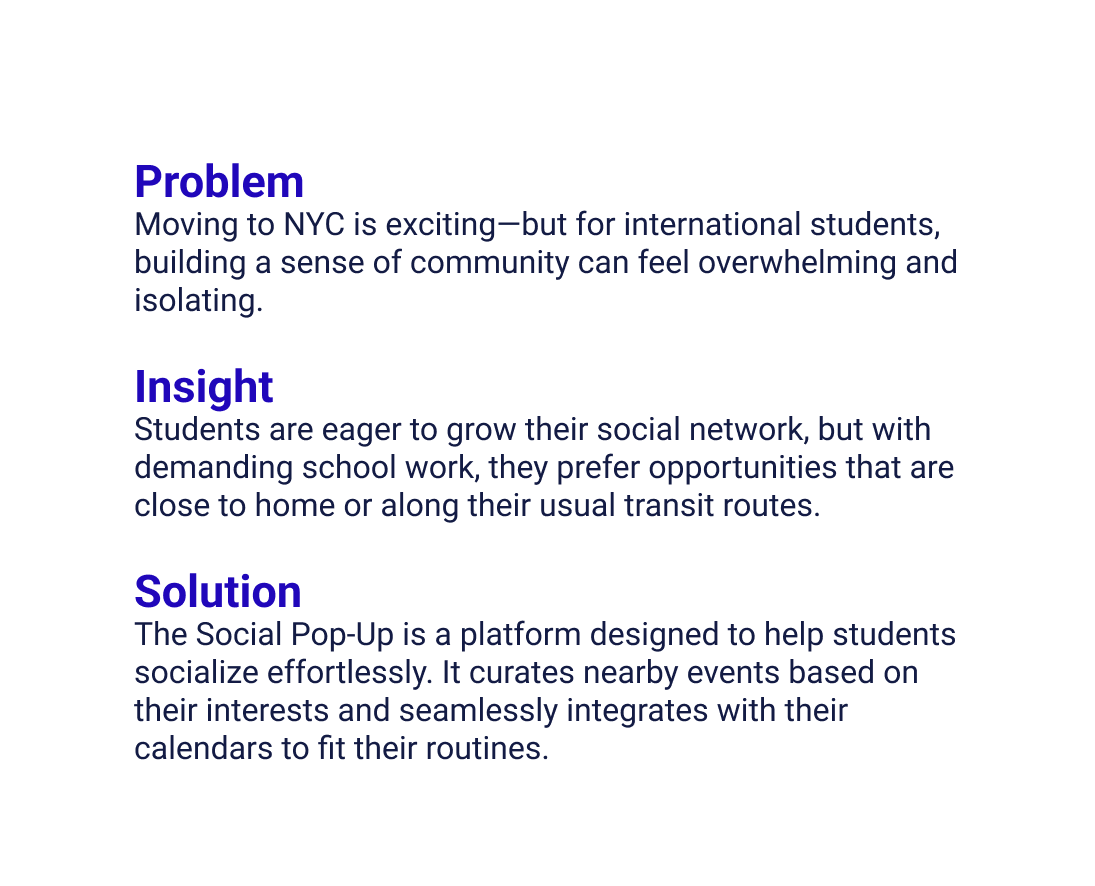 Problem
Moving to NYC is exciting—but for international students,
building a sense of community can feel overwhelming and
isolating.
Insight
Students are eager to grow their social network, but with
demanding school work, they prefer opportunities that are
close to home or along their usual transit routes.
Solution
The Social Pop-Up is a platform designed to help students
socialize effortlessly. It curates nearby events based on
their interests and seamlessly integrates with their
calendars to fit their routines.